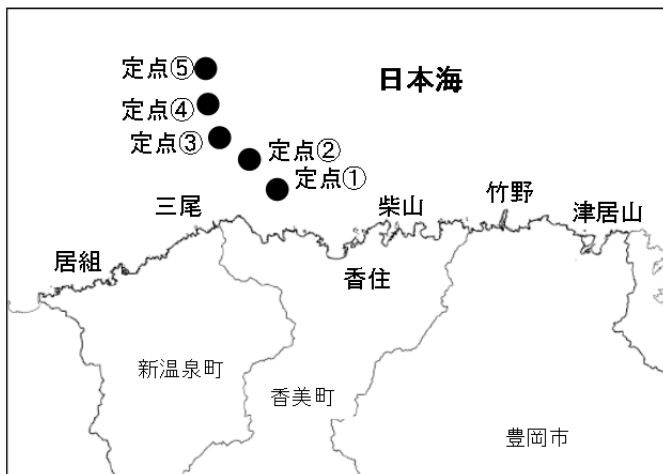 定点⑤
日本海
定点④
定点③
定点②
定点①
三尾
柴山
竹野
津居山
居組
香住
新温泉町
香美町
豊岡市